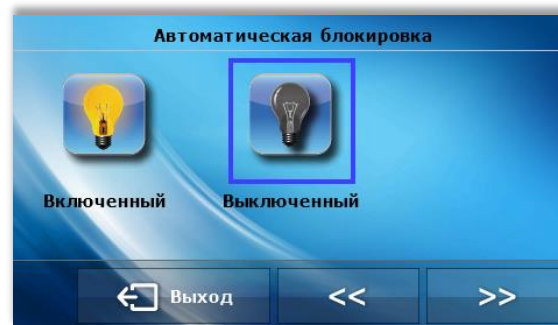 Автоматическая блокировка
Включенный Выключенный
Выход << >>